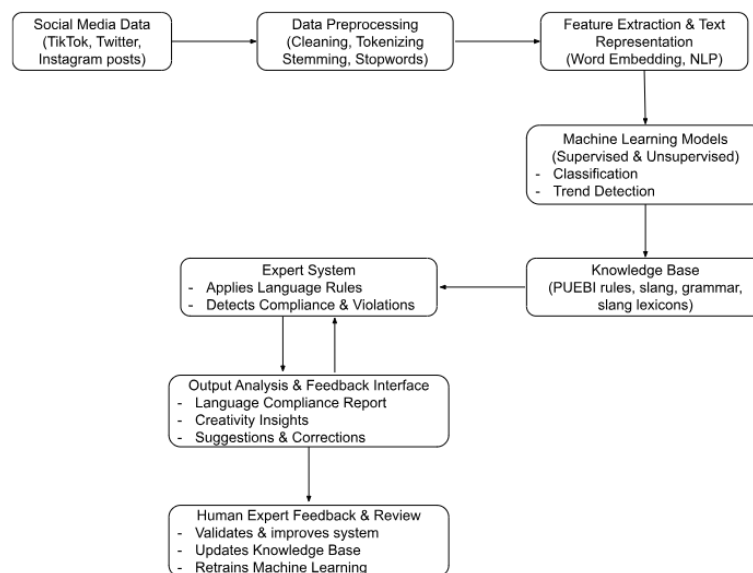 Social Media Data
(TikTok, Twitter,
Instagram posts)
Data Preprocessing
(Cleaning, Tokenizing
Stemming, Stopwords)
Feature Extraction & Text
Representation
(Word Embedding, NLP)
Machine Learning Models
(Supervised & Unsupervised)
- Classification
- Trend Detection
Knowledge Base
(PUEBI rules, slang, grammar,
slang lexicons)
Expert System
- Applies Language Rules
- Detects Compliance & Violations
Output Analysis & Feedback Interface
- Language Compliance Report
- Creativity Insights
- Suggestions & Corrections
Human Expert Feedback & Review
- Validates & improves system
- Updates Knowledge Base
- Retrains Machine Learning